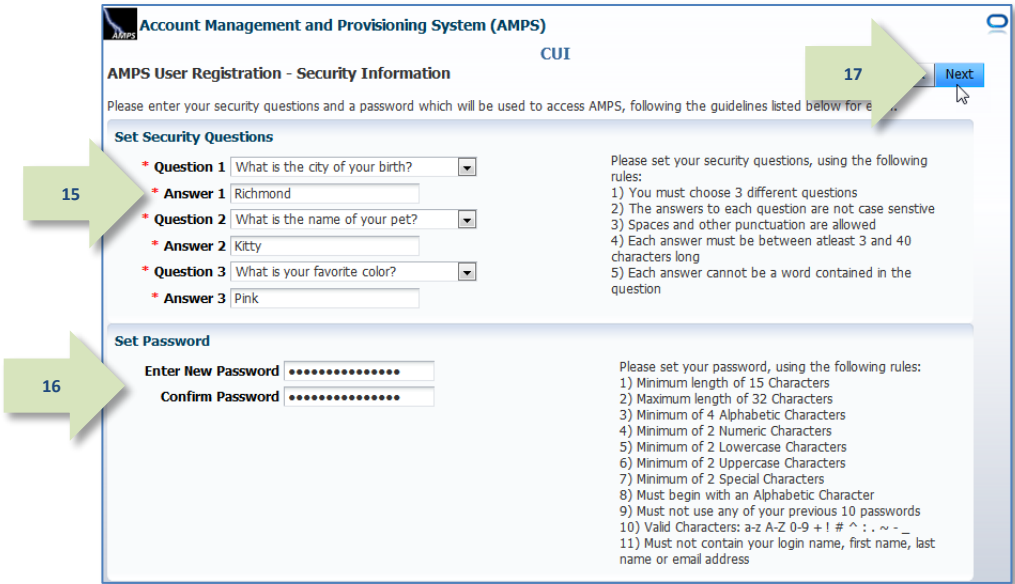 AMPS
Account Management and Provisioning System (AMPS)
CUI
AMPS User Registration - Security Information
17
Next
Please enter your security questions and a password which will be used to access AMPS, following the guidelines listed below for
Set Security Questions
15
* Question 1 What is the city of your birth?
* Answer 1 Richmond
* Question 2 What is the name of your pet?
* Answer 2 Kitty
* Question 3 What is your favorite color?
* Answer 3 Pink
Please set your security questions, using the following
rules:
1) You must choose 3 different questions
2) The answers to each question are not case senstive
3) Spaces and other punctuation are allowed
4) Each answer must be between atleast 3 and 40
characters long
5) Each answer cannot be a word contained in the
question
Set Password
16
Enter New Password •••••••••••••••
Confirm Password •••••••••••••••
Please set your password, using the following rules:
1) Minimum length of 15 Characters
2) Maximum length of 32 Characters
3) Minimum of 4 Alphabetic Characters
4) Minimum of 2 Numeric Characters
5) Minimum of 2 Lowercase Characters
6) Minimum of 2 Uppercase Characters
7) Minimum of 2 Special Characters
8) Must begin with an Alphabetic Character
9) Must not use any of your previous 10 passwords
10) Valid Characters: a-z A-Z 0-9 + ! # ^ : . ~ - _
11) Must not contain your login name, first name, last
name or email address